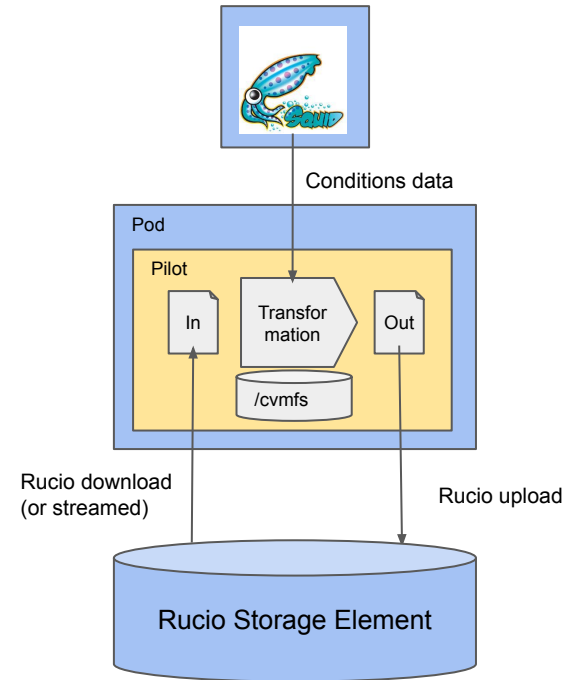 SQUID
Conditions data
Pod
Pilot
In
Transfor
mation
Out
/cvmfs
Rucio download
(or streamed)
Rucio upload
Rucio Storage Element